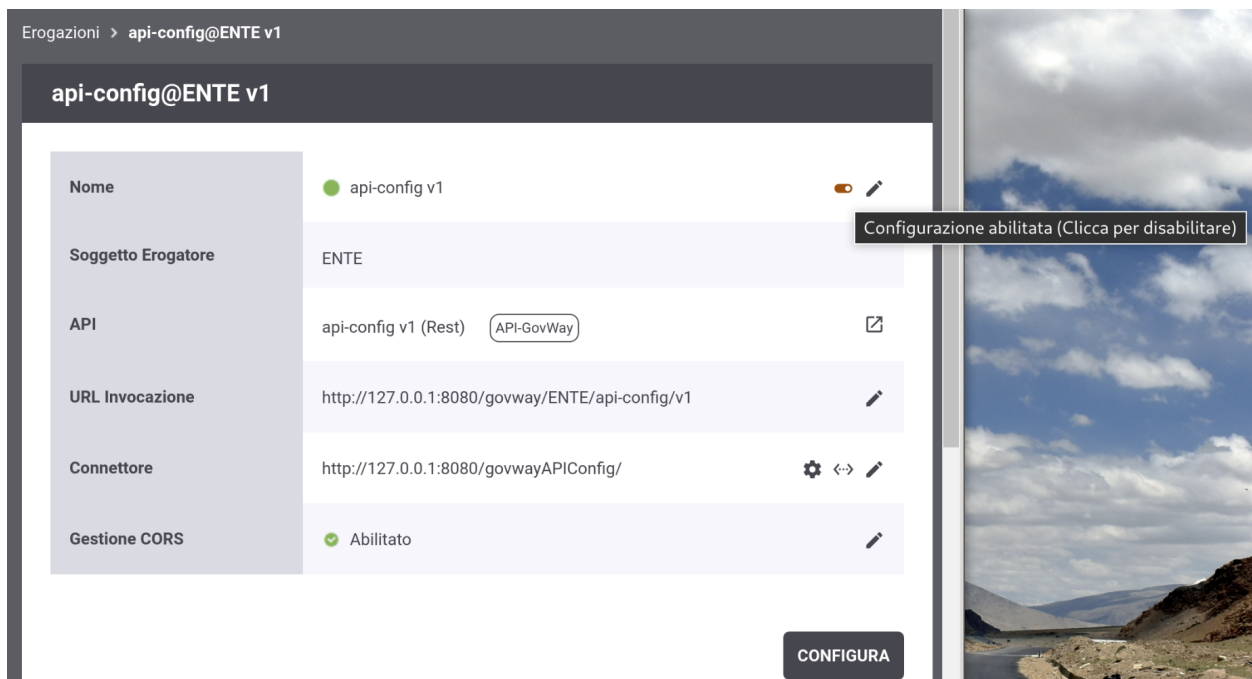 Erogazioni > api-config@ENTE v1
api-config@ENTE v1
Nome api-config v1
Configurazione abilitata (Clicca per disabilitare)
Soggetto Erogatore ENTE
API api-config v1 (Rest) API-GovWay
URL Invocazione http://127.0.0.1:8080/govway/ENTE/api-config/v1
Connettore http://127.0.0.1:8080/govwayAPIConfig/
Gestione CORS Abilitato
CONFIGURA